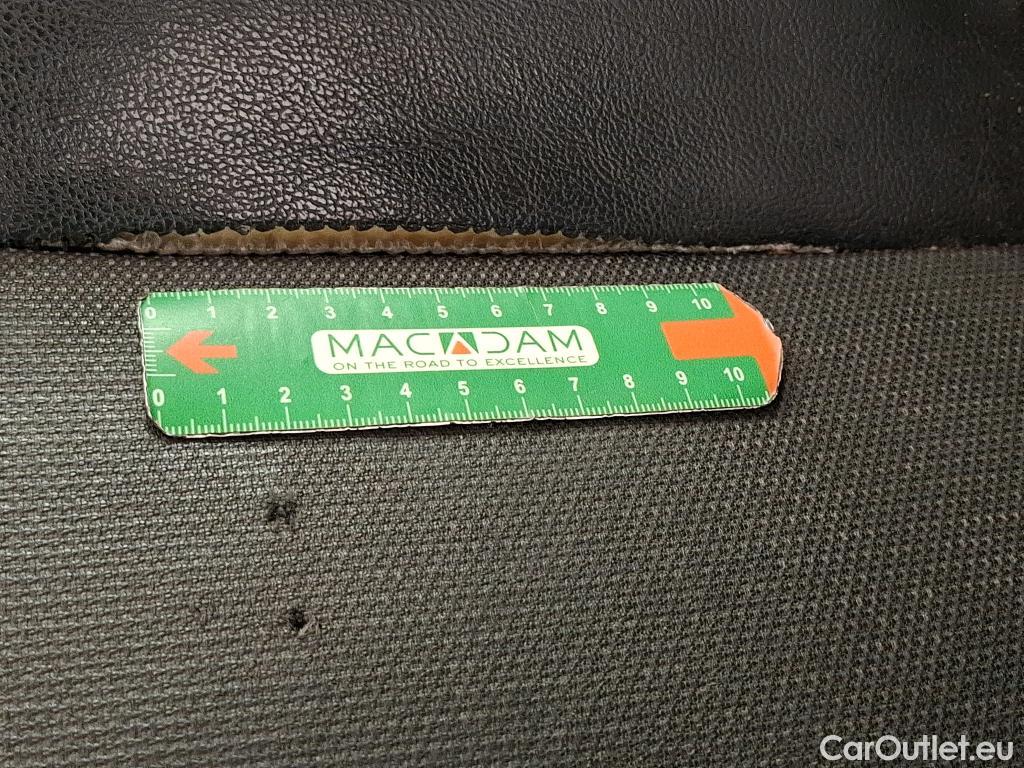 0 1 2 3 4 5 6 7 8 9 10
MACADAM
ON THE ROAD TO EXCELLENCE
0 1 2 3 4 5 6 7 8 9 10
CarOutlet.eu